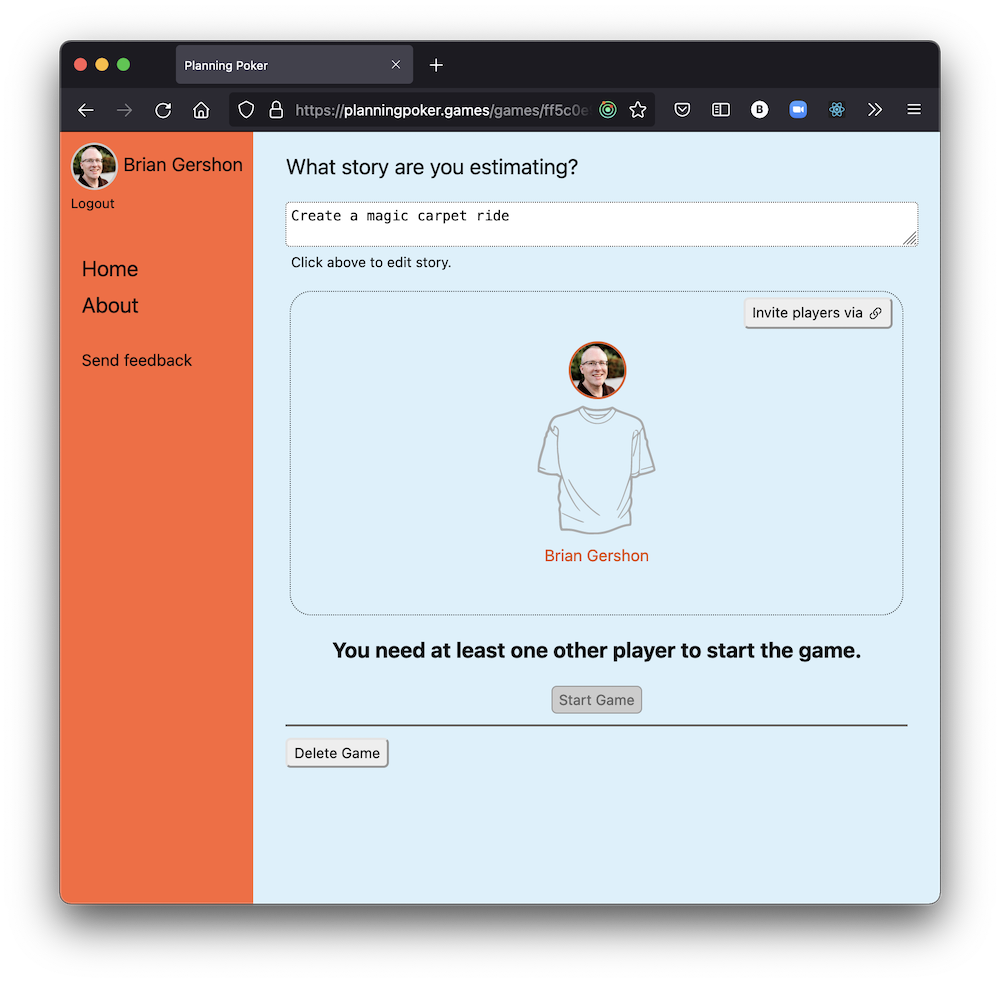 Planning Poker
https://planningpoker.games/games/ff5c0e
B
Brian Gershon
Logout
Home
About
Send feedback
What story are you estimating?
Create a magic carpet ride
Click above to edit story.
Invite players via
Brian Gershon
You need at least one other player to start the game.
Start Game
Delete Game